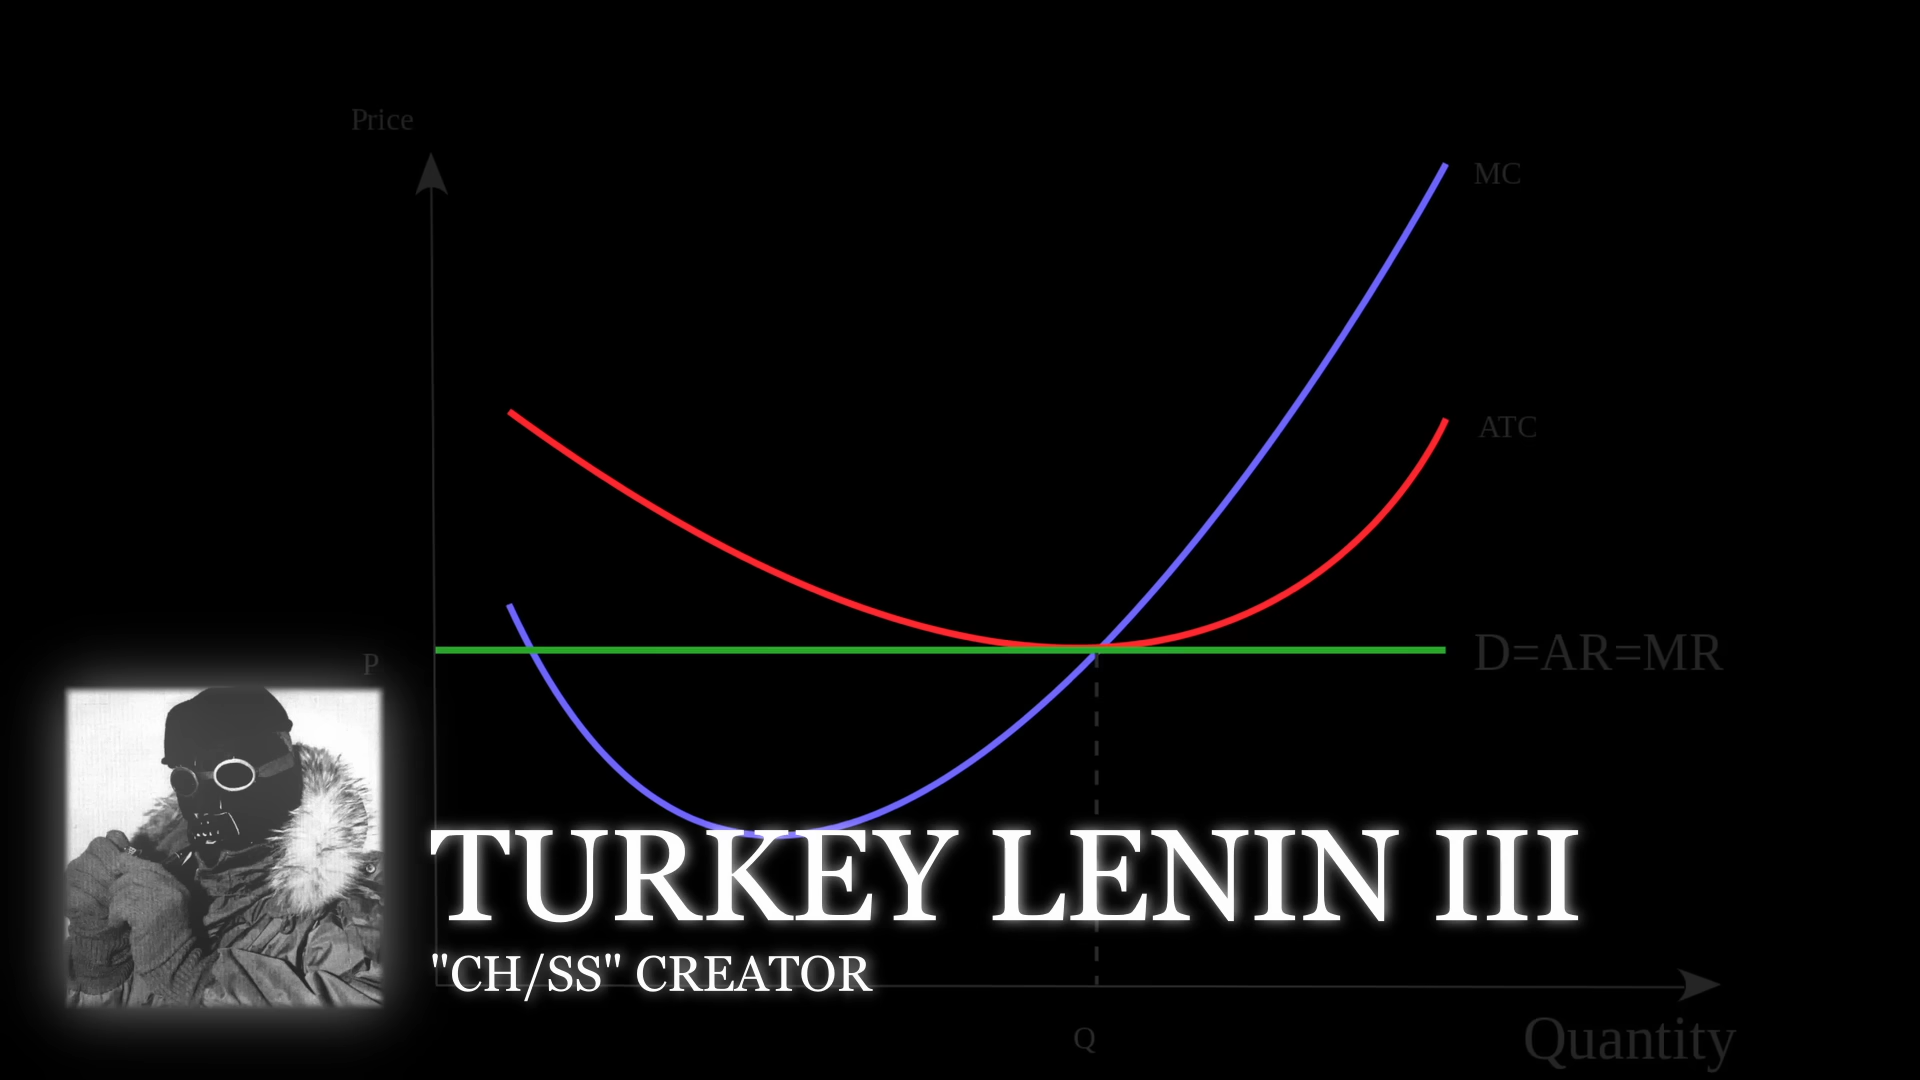 Price
MC
ATC
D=AR=MR
P
TURKEY LENIN III
"CH/SS" CREATOR
Q
Quantity